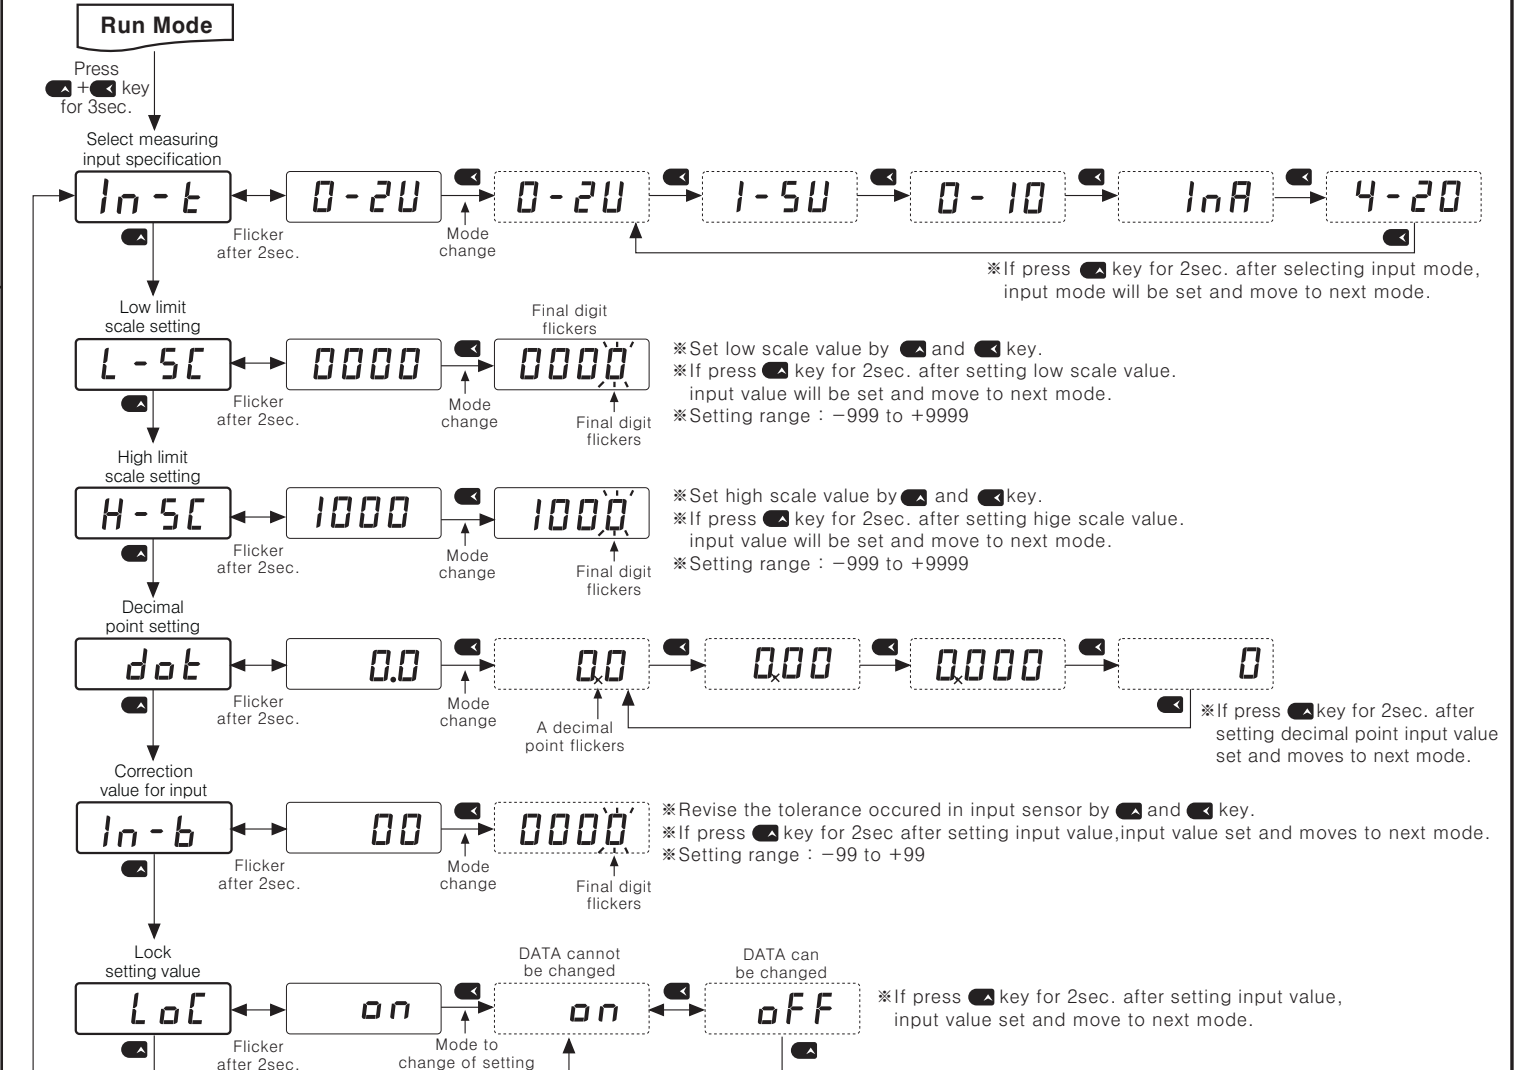 Run Mode
Press
+ key
for 3sec.
Select measuring
input specification
In-t
0-2V
0-2V
1-5V
0-10
InA
4-20
Flicker
after 2sec.
Mode
change
※If press key for 2sec. after selecting input mode,
input mode will be set and move to next mode.
Low limit
scale setting
L-SC
0000
Final digit
flickers
0000
Flicker
after 2sec.
Mode
change
Final digit
flickers
※Set low scale value by and key.
※If press key for 2sec. after setting low scale value.
input value will be set and move to next mode.
※Setting range : −999 to +9999
High limit
scale setting
H-SC
1000
1000
Flicker
after 2sec.
Mode
change
Final digit
flickers
※Set high scale value by and key.
※If press key for 2sec. after setting hige scale value.
input value will be set and move to next mode.
※Setting range : −999 to +9999
Decimal
point setting
dot
0.0
0.0
0.00
0.000
0
Flicker
after 2sec.
Mode
change
A decimal
point flickers
※If press key for 2sec. after
setting decimal point input value
set and moves to next mode.
Correction
value for input
In-b
00
0000
Flicker
after 2sec.
Mode
change
Final digit
flickers
※Revise the tolerance occured in input sensor by and key.
※If press key for 2sec after setting input value,input value set and moves to next mode.
※Setting range : −99 to +99
Lock
setting value
LoC
on
DATA cannot
be changed
on
DATA can
be changed
oFF
Flicker
after 2sec.
Mode to
change of setting
※If press key for 2sec. after setting input value,
input value set and move to next mode.